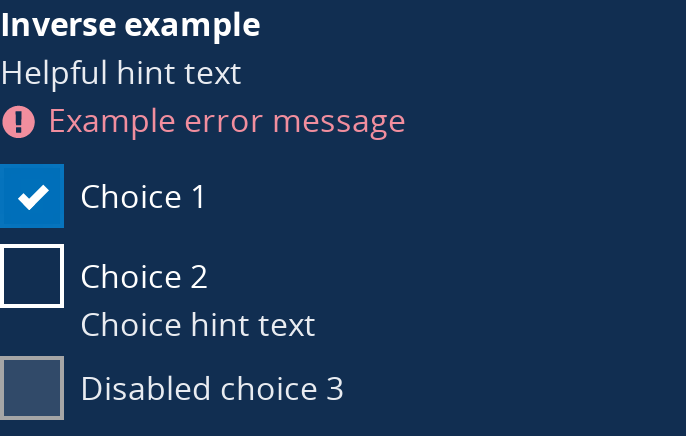 Inverse example
Helpful hint text
Example error message
Choice 1
Choice 2
Choice hint text
Disabled choice 3